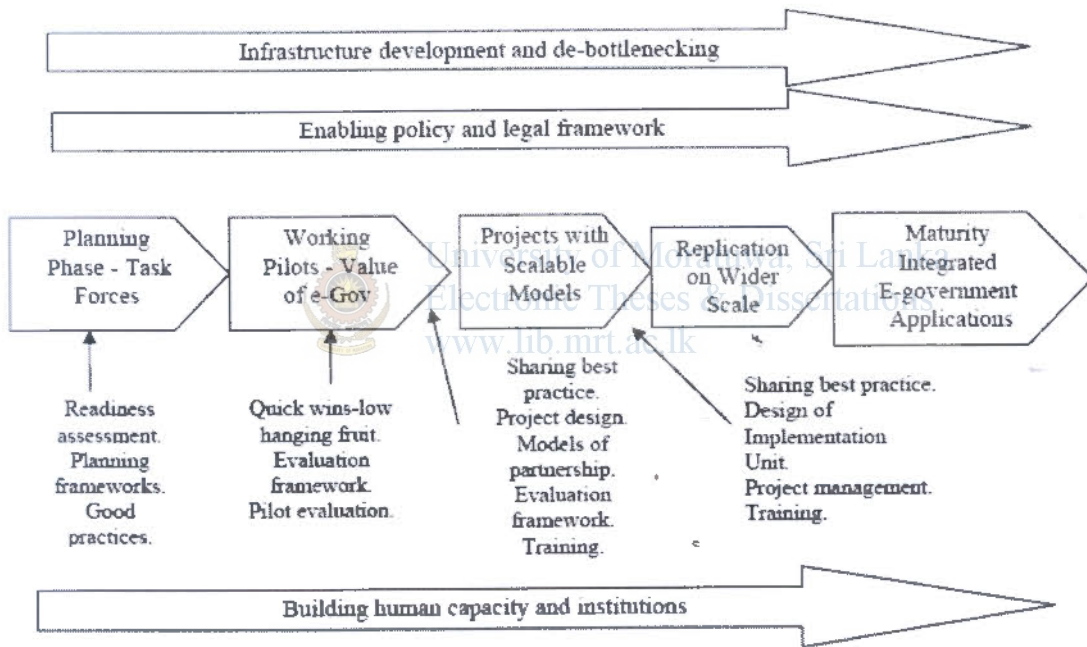 Infrastructure development and de-bottlenecking
Enabling policy and legal framework
Planning
Phase - Task
Forces
Working
Pilots - Value
of e-Gov
Projects with
Scalable
Models
Replication
on Wider
Scale
Maturity
Integrated
E-government
Applications
University of Moratuwa, Sri Lanka
Electronic Theses & Dissertations
www.lib.mrt.ac.lk
Readiness
assessment.
Planning
frameworks.
Good
practices.
Quick wins-low
hanging fruit.
Evaluation
framework.
Pilot evaluation.
Sharing best
practice.
Project design.
Models of
partnership.
Evaluation
framework.
Training.
Sharing best practice.
Design of
Implementation
Unit.
Project management.
Training.
Building human capacity and institutions